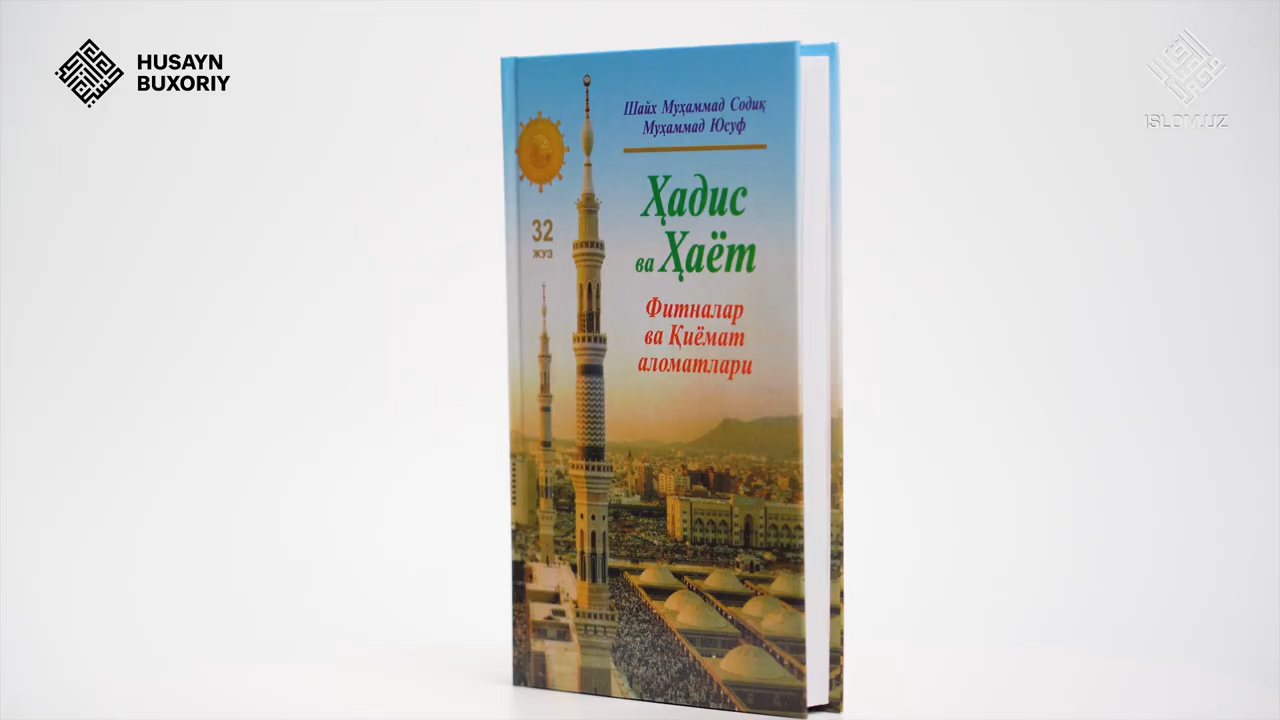 HUSAYN
BUXORIY
ISLOM.UZ
Шайх Муҳаммад Содиқ
Муҳаммад Юсуф
32
жуз
Ҳадис
ва Ҳаёт
Фитналар
ва Қиёмат
аломатлари